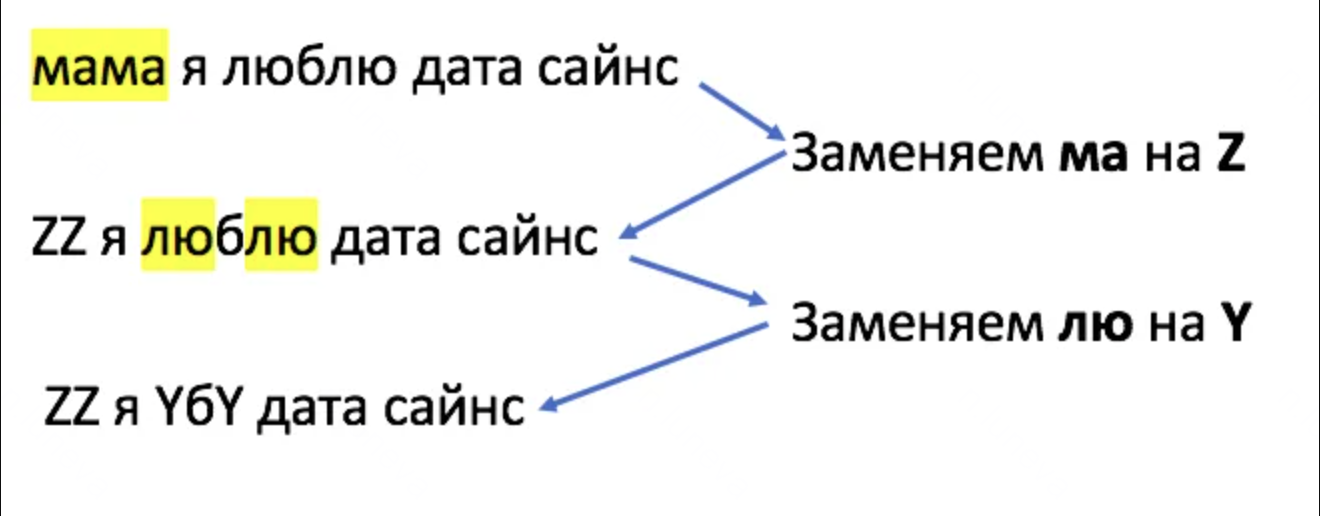 мама я люблю дата сайнс
Заменяем ма на Z
ZZ я люблю дата сайнс
Заменяем лю на Y
ZZ я YбY дата сайнс